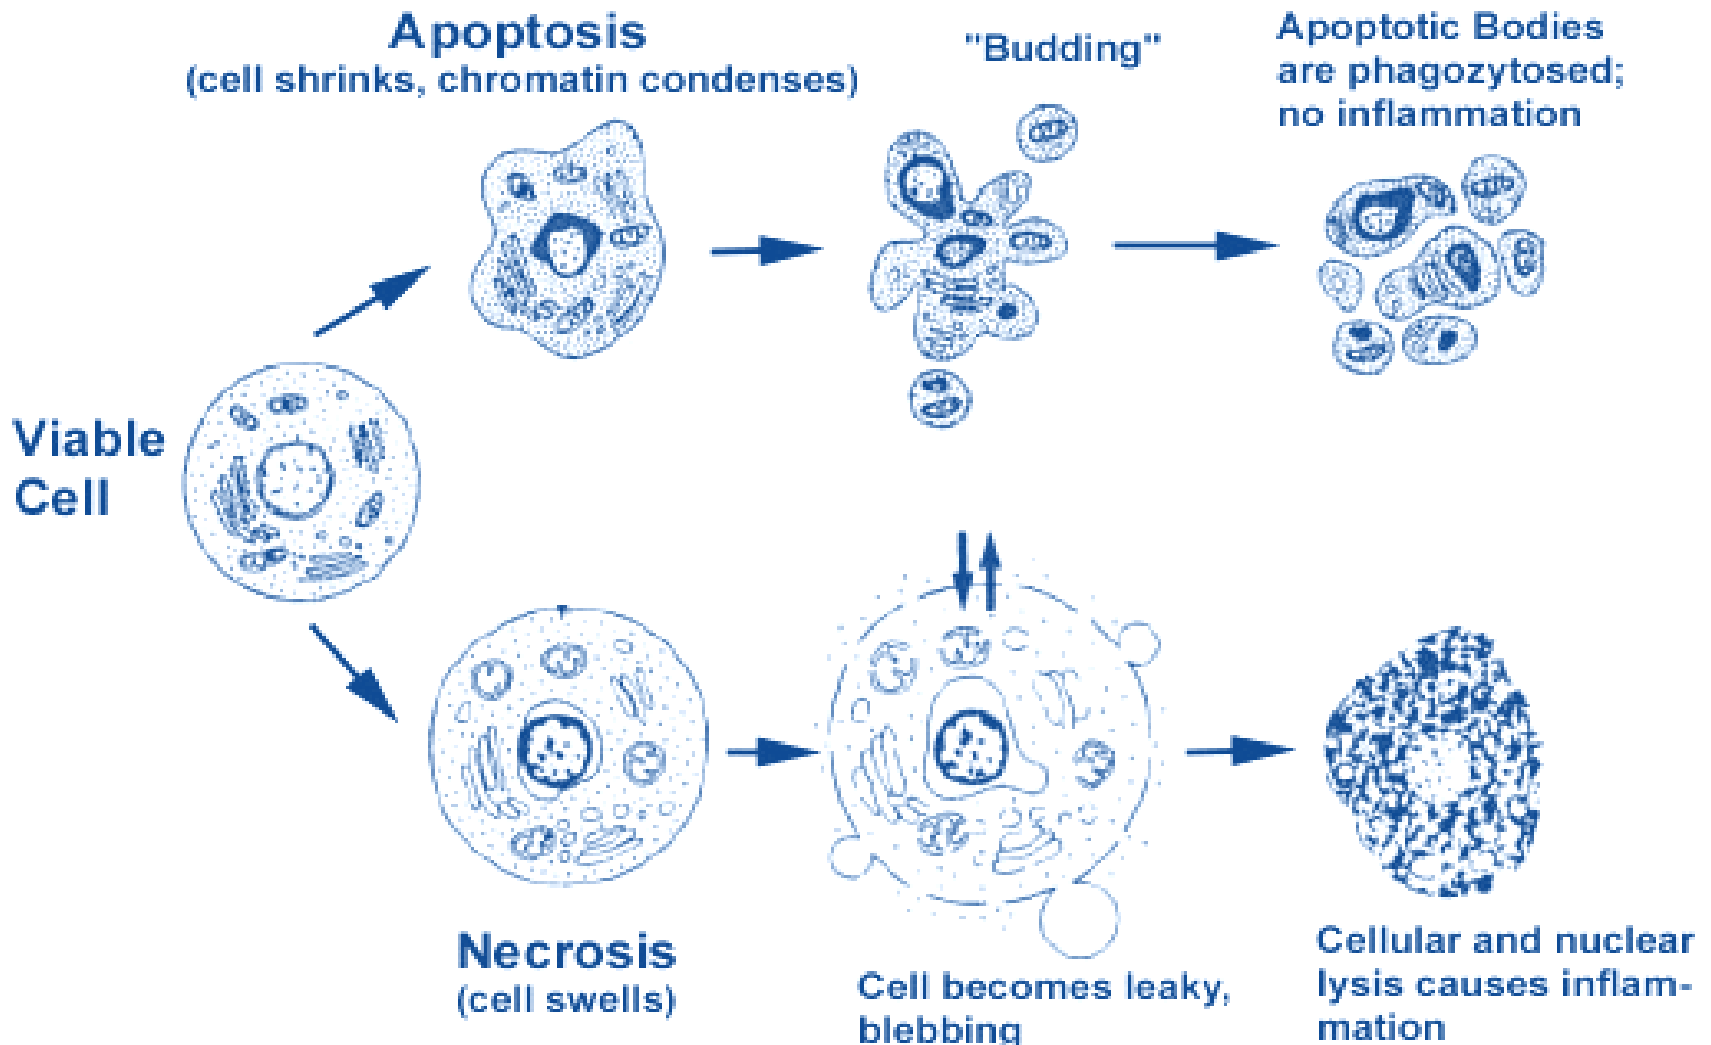 Apoptosis
(cell shrinks, chromatin condenses)
"Budding"
Apoptotic Bodies
are phagozytosed;
no inflammation
Viable
Cell
Necrosis
(cell swells)
Cell becomes leaky,
blebbing
Cellular and nuclear
lysis causes inflam-
mation